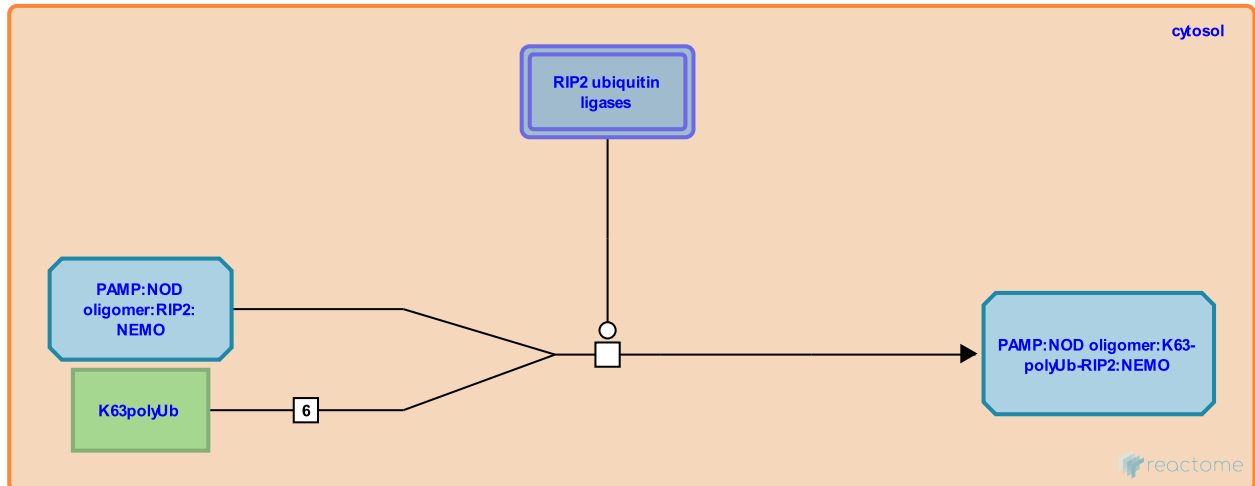 cytosol
RIP2 ubiquitin
ligases
PAMP:NOD
oligomer:RIP2:
NEMO
K63polyUb
6
PAMP:NOD oligomer:K63-
polyUb-RIP2:NEMO
reactome